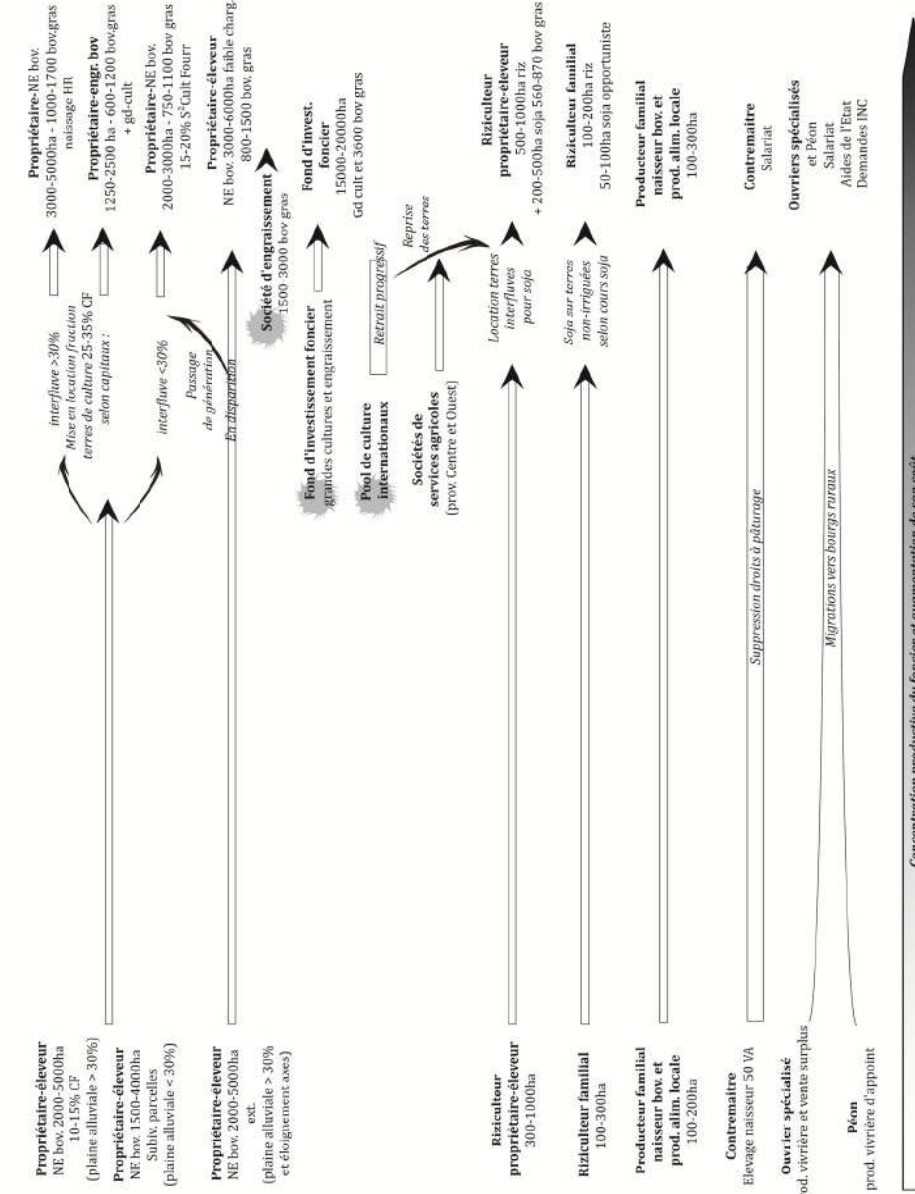 Propriétaire-éleveur
NE bov. 2000-5000ha
10-15% CF
(plaine alluviale > 30%)
Propriétaire-éleveur
NE bov. 1500-4000ha
Subiv. parcelles
(plaine alluviale < 30%)
Propriétaire-éleveur
NE bov. 2000-5000ha
ext.
(plaine alluviale > 30%
et éloignement axes)
Riziculteur
propriétaire-éleveur
300-1000ha
Riziculteur familial
100-300ha
Producteur familial
naisseur bov. et
prod. alim. locale
100-200ha
Contremaitre
Elevage naisseur 50 VA
Ouvrier spécialisé
od. vivrière et vente surplus
Péon
prod. vivrière d'appoint
interfluve >30%
Mise en location fraction
terres de culture 25-35% CF
selon capitaux :
interfluve <30%
Passage
de génération
En disparition
Société d'engraissement
1500-3000 bov gras
Fond d'investissement foncier
grandes cultures et engraissement
Pool de culture
internationaux
Retrait progressif
Sociétés de
services agricoles
(prov. Centre et Ouest)
Reprise
des terres
Location terres
interfluves
pour soja
Soja sur terres
non-irriguées
selon cours soja
Suppression droits à pâturage
Migrations vers bourgs ruraux
Propriétaire-NE bov.
3000-5000ha - 1000-1700 bov.gras
naissage HR
Propriétaire-engr. bov
1250-2500 ha - 600-1200 bov.gras
+ gd-cult
Propriétaire-NE bov.
2000-3000ha - 750-1100 bov gras
15-20% S²Cult Fourr
Propriétaire-éleveur
NE bov. 3000-6000ha faible charg.
800-1500 bov. gras
Fond d'invest.
foncier
15000-20000ha
Gd cult et 3600 bov gras
Riziculteur
propriétaire-éleveur
500-1000ha riz
+ 200-500ha soja 560-870 bov gras
Riziculteur familial
100-200ha riz
50-100ha soja opportuniste
Producteur familial
naisseur bov. et
prod. alim. locale
100-300ha
Contremaitre
Salariat
Ouvriers spécialisés
et Péon
Salariat
Aides de l'Etat
Demandes INC
Concentration productive du foncier et augmentation de son coût